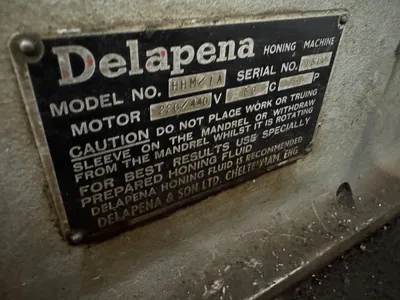 Delapena HONING MACHINE
MODEL NO. HHM/1A SERIAL NO.
MOTOR V C P
CAUTION DO NOT PLACE WORK OR TRUING
SLEEVE ON THE MANDREL OR WITHDRAW
FROM THE MANDREL WHILST IT IS ROTATING
FOR BEST RESULTS USE SPECIALLY
PREPARED HONING FLUID
DELAPENA HONING FLUID IS RECOMMENDED
DELAPENA & SON LTD. CHELTENHAM, ENG.